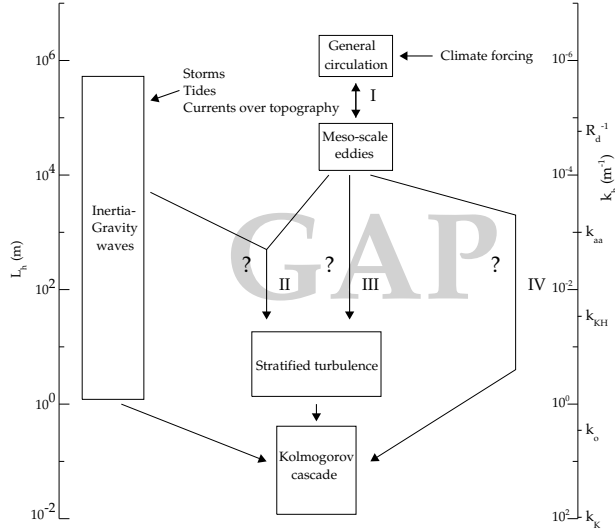 General
circulation
Climate forcing
Storms
Tides
Currents over topography
I
Meso-scale
eddies
Inertia-
Gravity
waves
GAP
? ? ?
II III IV
Stratified turbulence
Kolmogorov
cascade
L_h (m)
10^6
10^4
10^2
10^0
10^-2
k_h (m^-1)
10^-6
10^-4
10^-2
10^0
10^2
R_d^-1
k_aa
k_KH
k_o
k_K